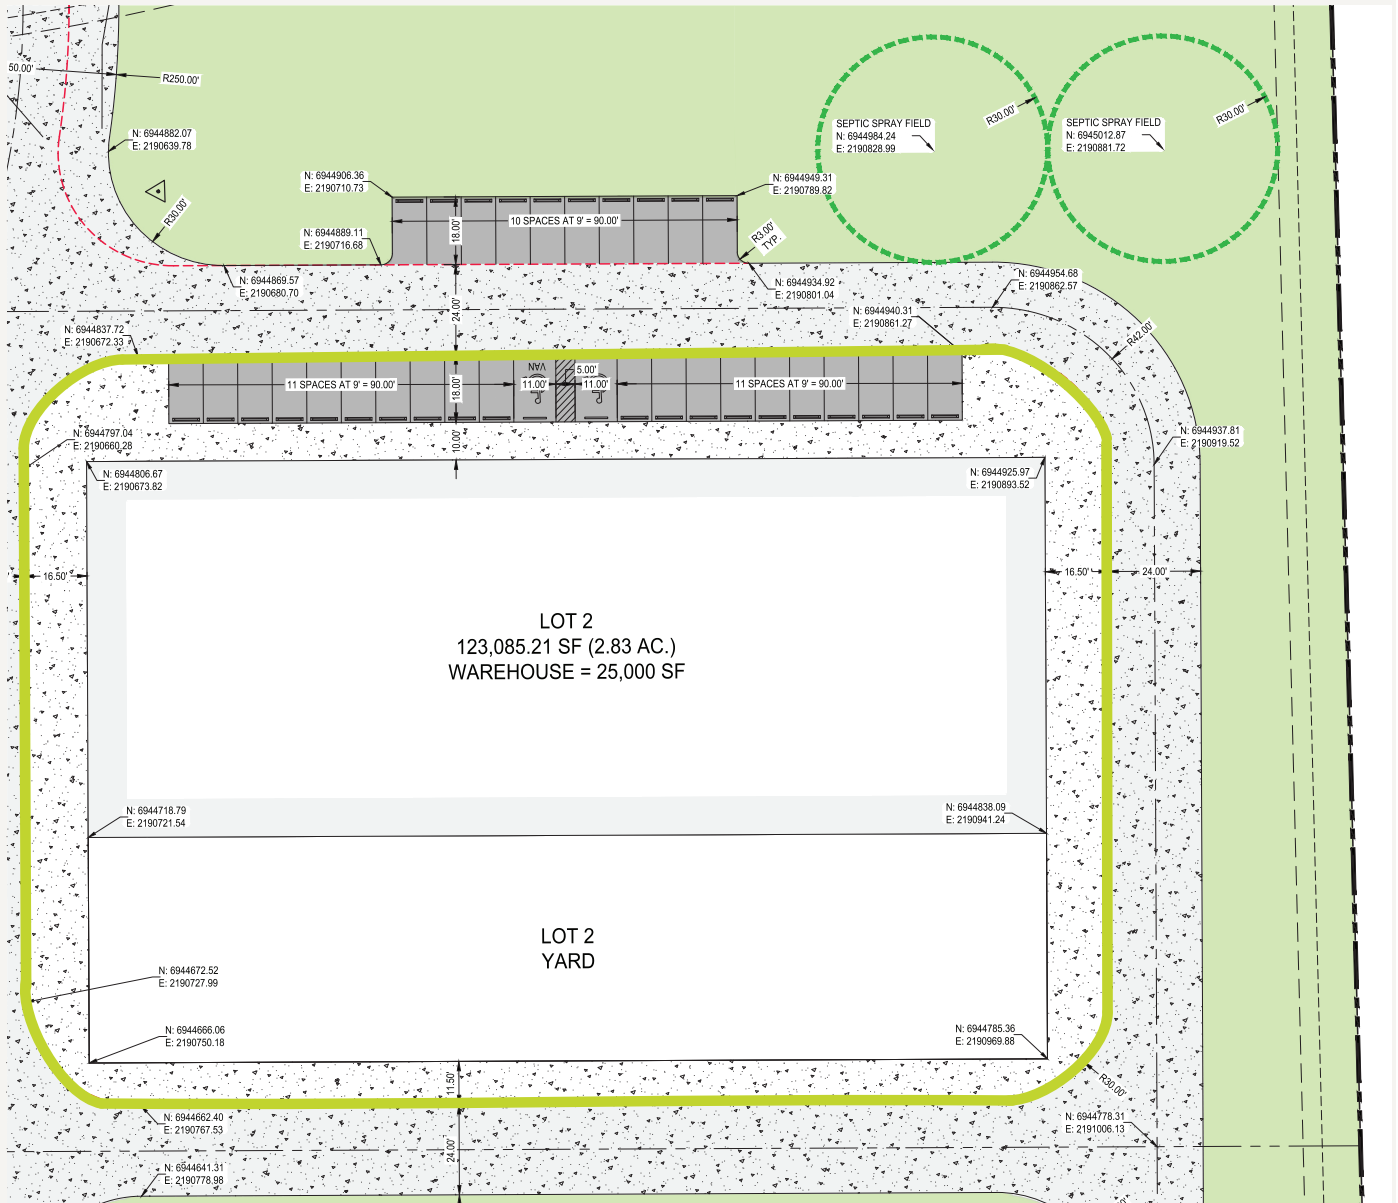 50.00'
R250.00'
N: 6944882.07
E: 2190639.78
R30.00'
N: 6944906.36
E: 2190710.73
N: 6944889.11
E: 2190716.68
N: 6944869.57
E: 2190680.70
10 SPACES AT 9' = 90.00'
18.00'
N: 6944949.31
E: 2190789.82
R3.00'
TYP.
N: 6944934.92
E: 2190801.04
SEPTIC SPRAY FIELD
N: 6944984.24
E: 2190828.99
R30.00'
SEPTIC SPRAY FIELD
N: 6945012.87
E: 2190881.72
R30.00'
N: 6944954.68
E: 2190862.57
24.00'
N: 6944940.31
E: 2190861.27
R42.00'
N: 6944837.72
E: 2190672.33
11 SPACES AT 9' = 90.00'
18.00'
VAN
11.00'
5.00'
11.00'
11 SPACES AT 9' = 90.00'
N: 6944797.04
E: 2190660.28
10.00'
N: 6944937.81
E: 2190919.52
N: 6944806.67
E: 2190673.82
N: 6944925.97
E: 2190893.52
16.50'
16.50'
24.00'
LOT 2
123,085.21 SF (2.83 AC.)
WAREHOUSE = 25,000 SF
N: 6944718.79
E: 2190721.54
N: 6944838.09
E: 2190941.24
LOT 2
YARD
N: 6944672.52
E: 2190727.99
N: 6944666.06
E: 2190750.18
N: 6944785.36
E: 2190969.88
11.50'
R30.00'
N: 6944662.40
E: 2190767.53
N: 6944778.31
E: 2191006.13
24.00'
N: 6944641.31
E: 2190778.98